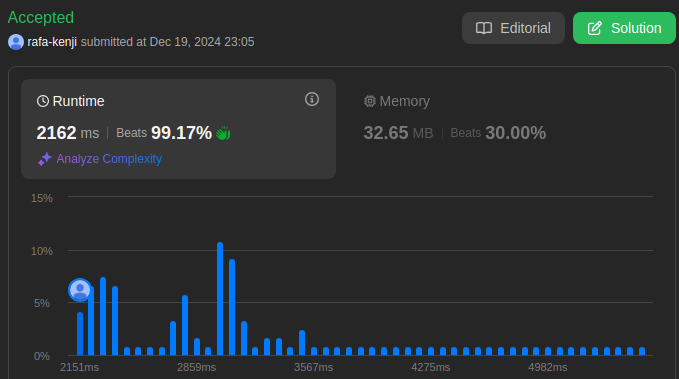 Accepted
Editorial
Solution
rafa-kenji submitted at Dec 19, 2024 23:05
Runtime
Memory
2162 ms | Beats 99.17%
32.65 MB | Beats 30.00%
Analyze Complexity
15%
10%
5%
0%
2151ms 2859ms 3567ms 4275ms 4982ms